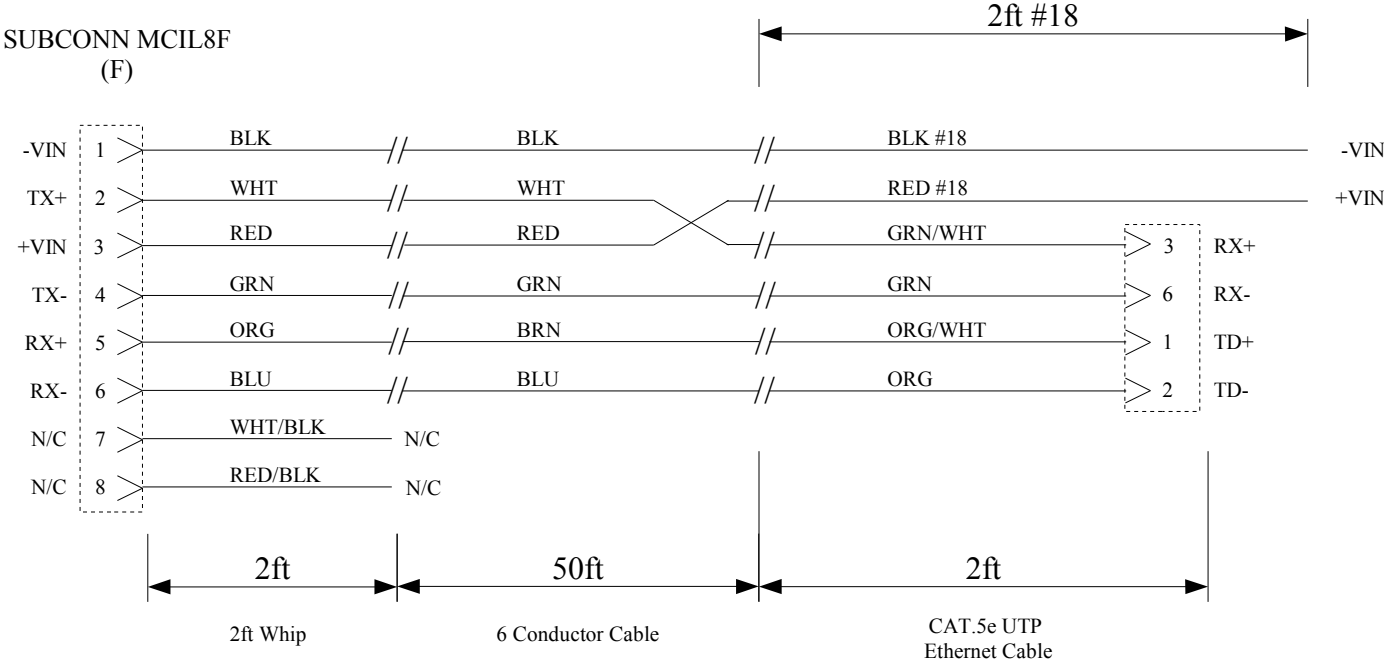 2ft #18
SUBCONN MCIL8F
(F)
-VIN 1 BLK BLK BLK #18 -VIN
TX+ 2 WHT WHT RED #18 +VIN
+VIN 3 RED RED GRN/WHT 3 RX+
TX- 4 GRN GRN GRN 6 RX-
RX+ 5 ORG BRN ORG/WHT 1 TD+
RX- 6 BLU BLU ORG 2 TD-
N/C 7 WHT/BLK N/C
N/C 8 RED/BLK N/C
2ft 50ft 2ft
2ft Whip 6 Conductor Cable CAT.5e UTP
Ethernet Cable